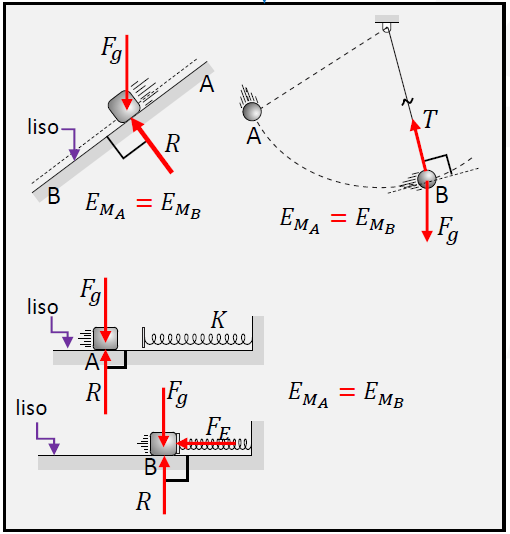 F_g
A
liso
R
B
E_{M_A} = E_{M_B}
A
T
B
E_{M_A} = E_{M_B}
F_g
F_g
liso
K
A
R
F_g
E_{M_A} = E_{M_B}
liso
F_E
B
R